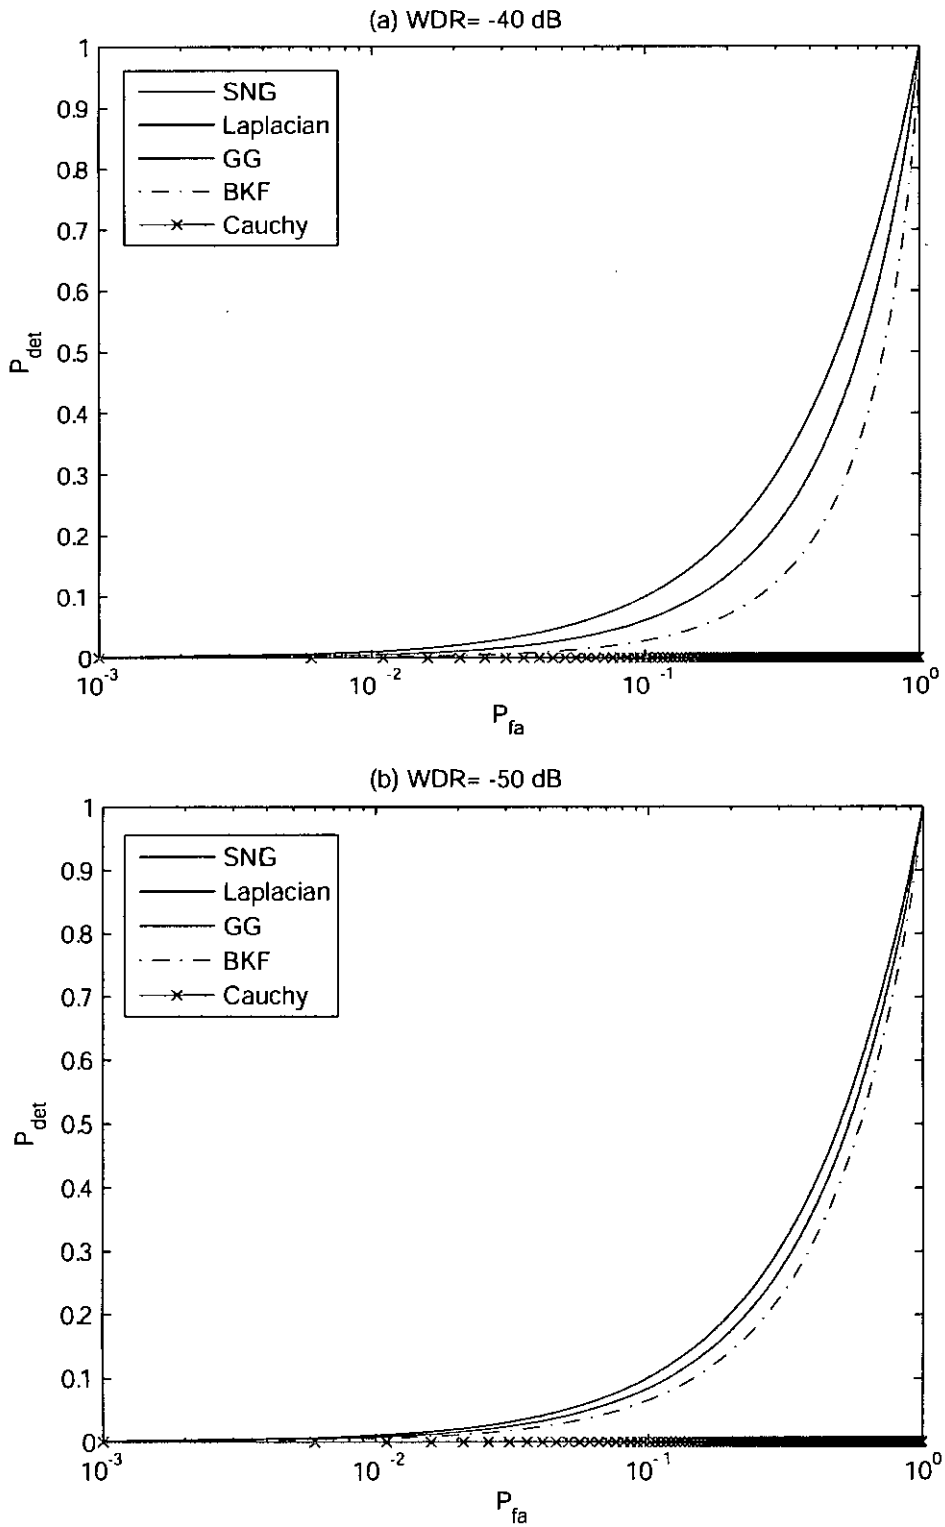 (a) WDR= -40 dB
1
0.9
0.8
0.7
0.6
0.5
0.4
0.3
0.2
0.1
0
P_det
SNIG
Laplacian
GG
BKF
Cauchy
10^-3
10^-2
10^-1
10^0
P_fa
(b) WDR= -50 dB
1
0.9
0.8
0.7
0.6
0.5
0.4
0.3
0.2
0.1
0
P_det
SNIG
Laplacian
GG
BKF
Cauchy
10^-3
10^-2
10^-1
10^0
P_fa